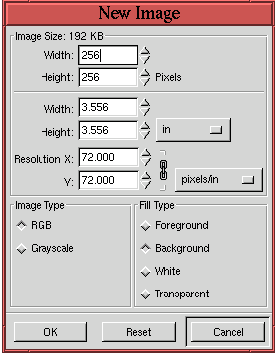 New Image
Image Size: 192 KB
Width: 256
Height: 256 Pixels
Width: 3.556
Height: 3.556 in
Resolution X: 72.000
Y: 72.000 pixels/in
Image Type
RGB
Grayscale
Fill Type
Foreground
Background
White
Transparent
OK Reset Cancel